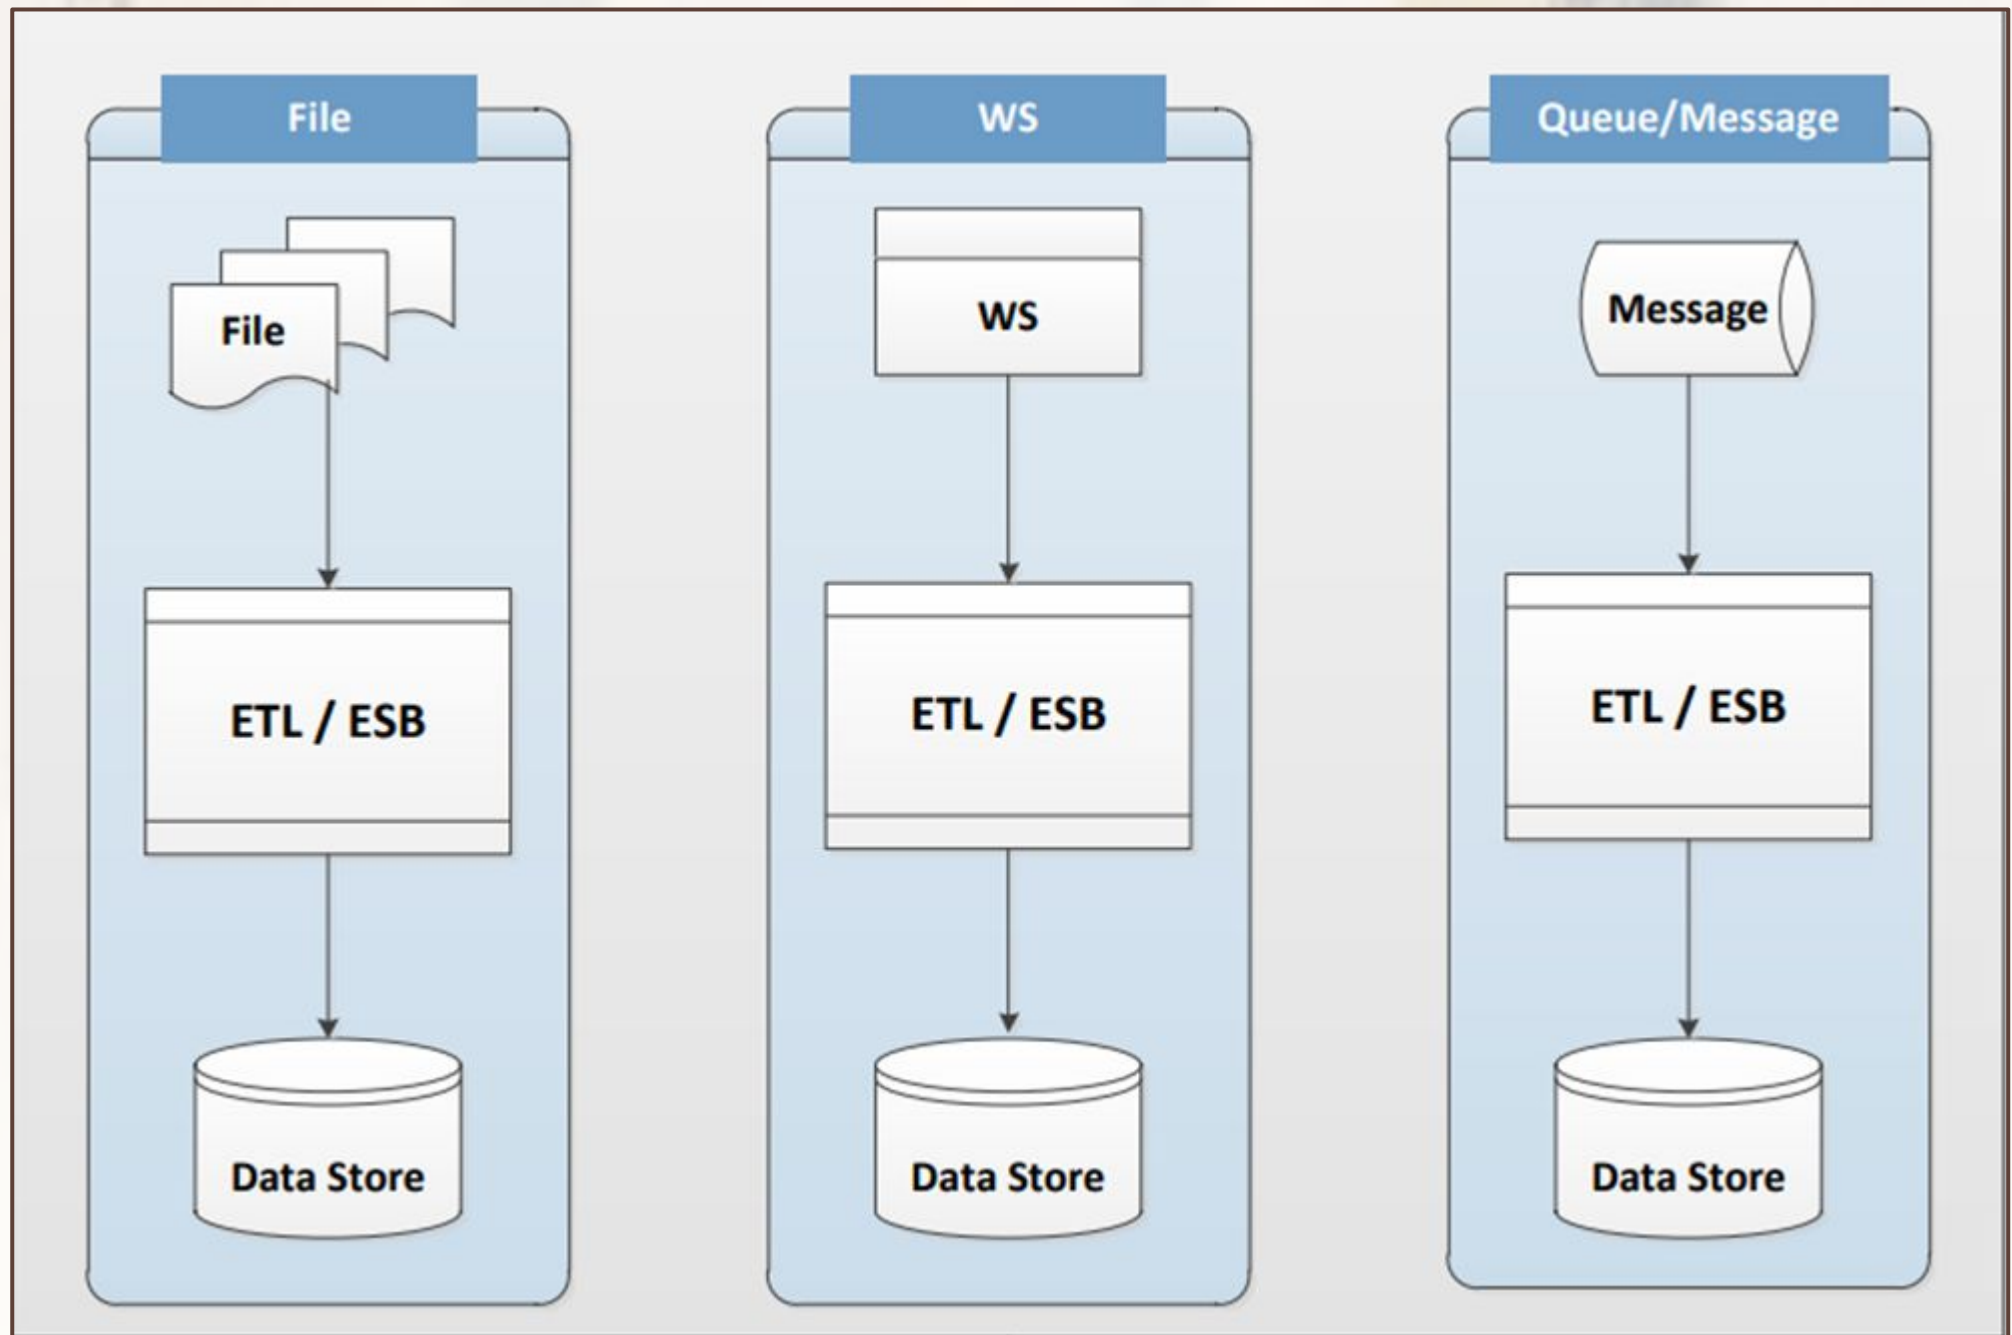 File
WS
Queue/Message
File
WS
Message
ETL / ESB
ETL / ESB
ETL / ESB
Data Store
Data Store
Data Store